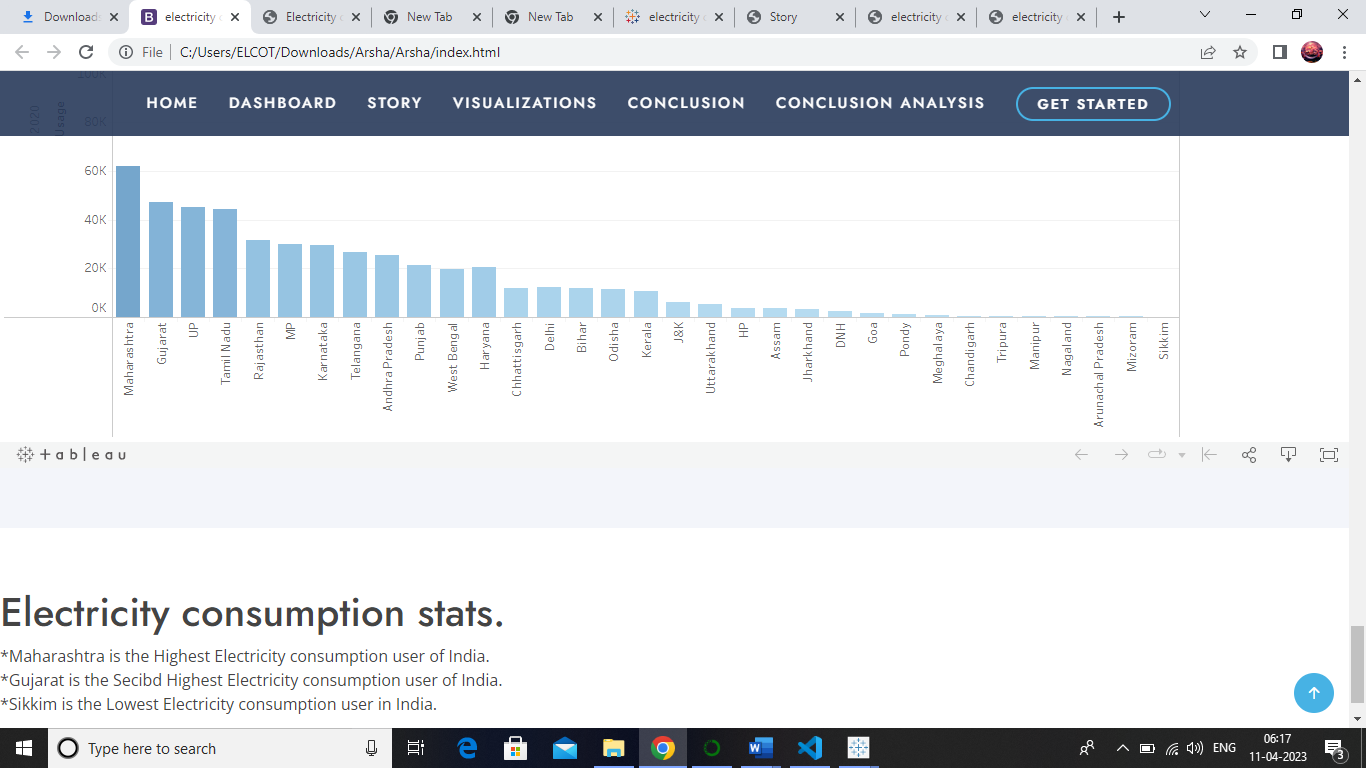 Downloads
electricity c
Electricity c
New Tab
New Tab
electricity c
Story
electricity c
electricity c
File
C:/Users/ELCOT/Downloads/Arsha/Arsha/index.html
HOME DASHBOARD STORY VISUALIZATIONS CONCLUSION CONCLUSION ANALYSIS GET STARTED
100K
80K
2020
Usage
60K
40K
20K
0K
Maharashtra
Gujarat
UP
Tamil Nadu
Rajasthan
MP
Karnataka
Telangana
Andhra Pradesh
Punjab
West Bengal
Haryana
Chhattisgarh
Delhi
Bihar
Odisha
Kerala
J&K
Uttarakhand
HP
Assam
Jharkhand
DNH
Goa
Pondy
Meghalaya
Chandigarh
Tripura
Manipur
Nagaland
Arunachal Pradesh
Mizoram
Sikkim
+ableau
Electricity consumption stats.
*Maharashtra is the Highest Electricity consumption user of India.
*Gujarat is the Secibd Highest Electricity consumption user of India.
*Sikkim is the Lowest Electricity consumption user in India.
Type here to search
ENG
06:17
11-04-2023
3